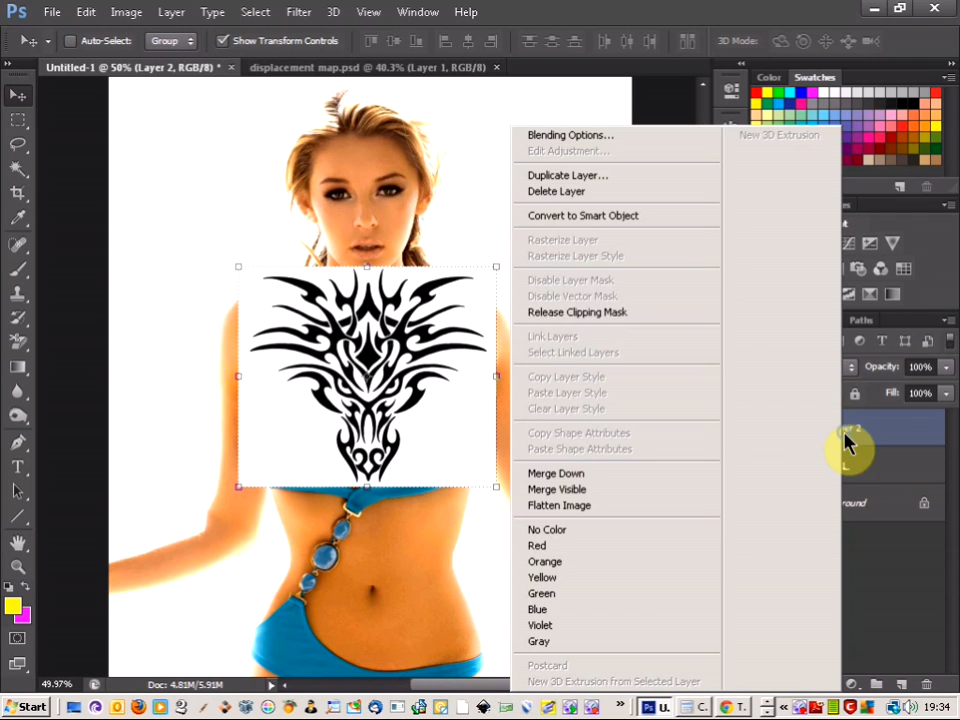 Ps File Edit Image Layer Type Select Filter 3D View Window Help
Auto-Select: Group Show Transform Controls 3D Mode:
Untitled-1 @ 50% (Layer 2, RGB/8) * × displacement map.psd @ 40.3% (Layer 1, RGB/8) ×
Color Swatches
Blending Options...
New 3D Extrusion
Edit Adjustment...
Duplicate Layer...
Delete Layer
Convert to Smart Object
Rasterize Layer
Rasterize Layer Style
Disable Layer Mask
Disable Vector Mask
Release Clipping Mask
Paths
Link Layers
Select Linked Layers
Opacity: 100%
Copy Layer Style
Paste Layer Style
Fill: 100%
Clear Layer Style
er 2
Copy Shape Attributes
Paste Shape Attributes
Merge Down
Merge Visible
Flatten Image
round
No Color
Red
Orange
Yellow
Green
Blue
Violet
Gray
Postcard
New 3D Extrusion from Selected Layer
49.97% Doc: 4.81M/5.91M
Start Ps u. C. T. 19:34